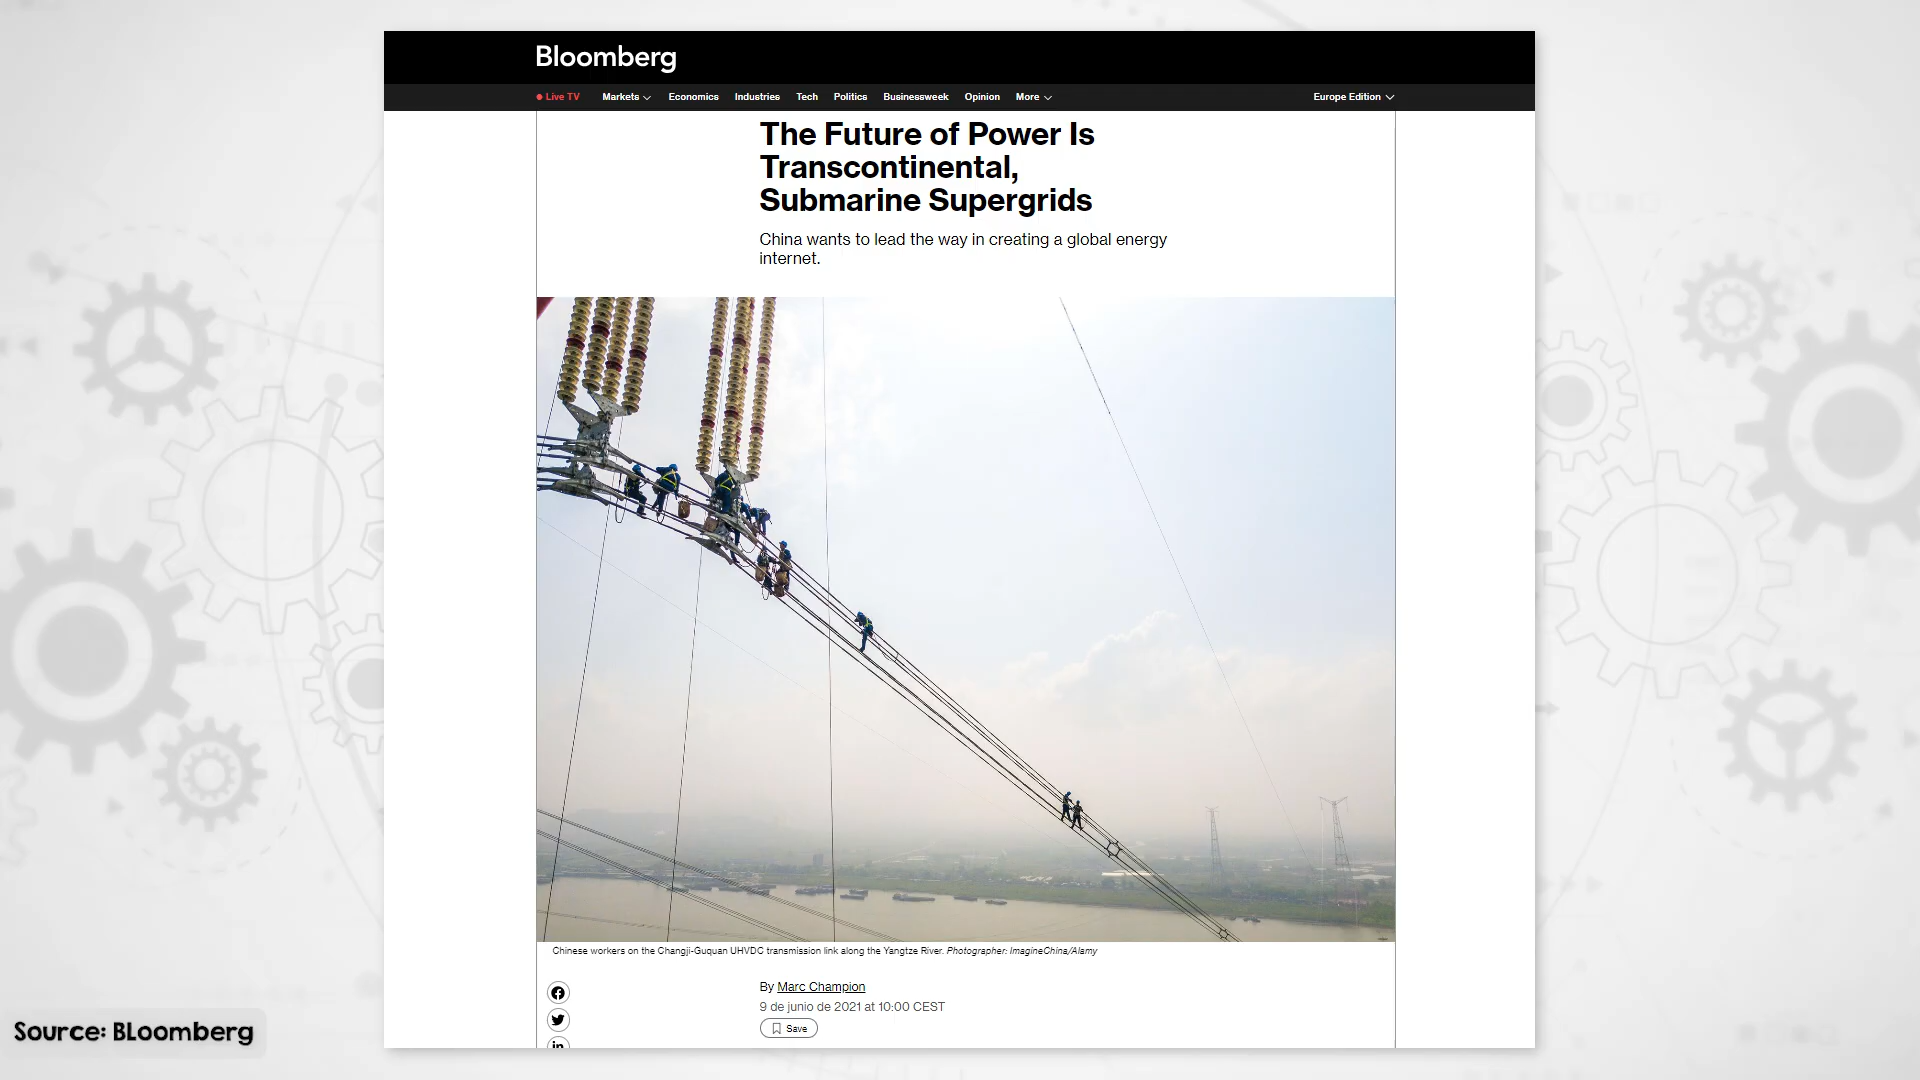 Bloomberg
Live TV Markets Economics Industries Tech Politics Businessweek Opinion More Europe Edition
The Future of Power Is
Transcontinental,
Submarine Supergrids
China wants to lead the way in creating a global energy
internet.
Chinese workers on the Changji-Guquan UHVDC transmission link along the Yangtze River. Photographer: ImagineChina/Alamy
By Marc Champion
9 de junio de 2021 at 10:00 CEST
Save
in
Source: BLoomberg